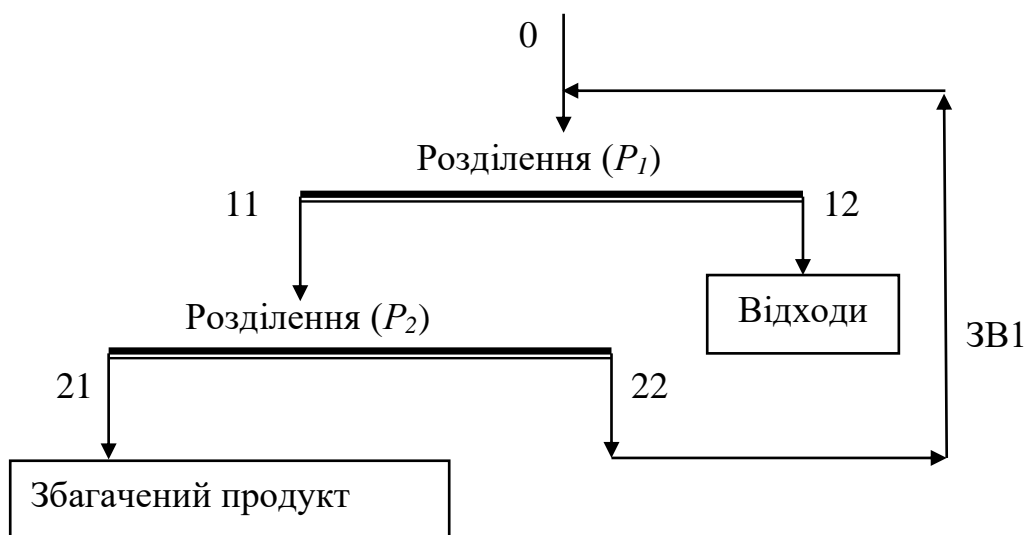 0
Розділення (P1)
11
12
Відходи
Розділення (P2)
ЗВ1
21
22
Збагачений продукт